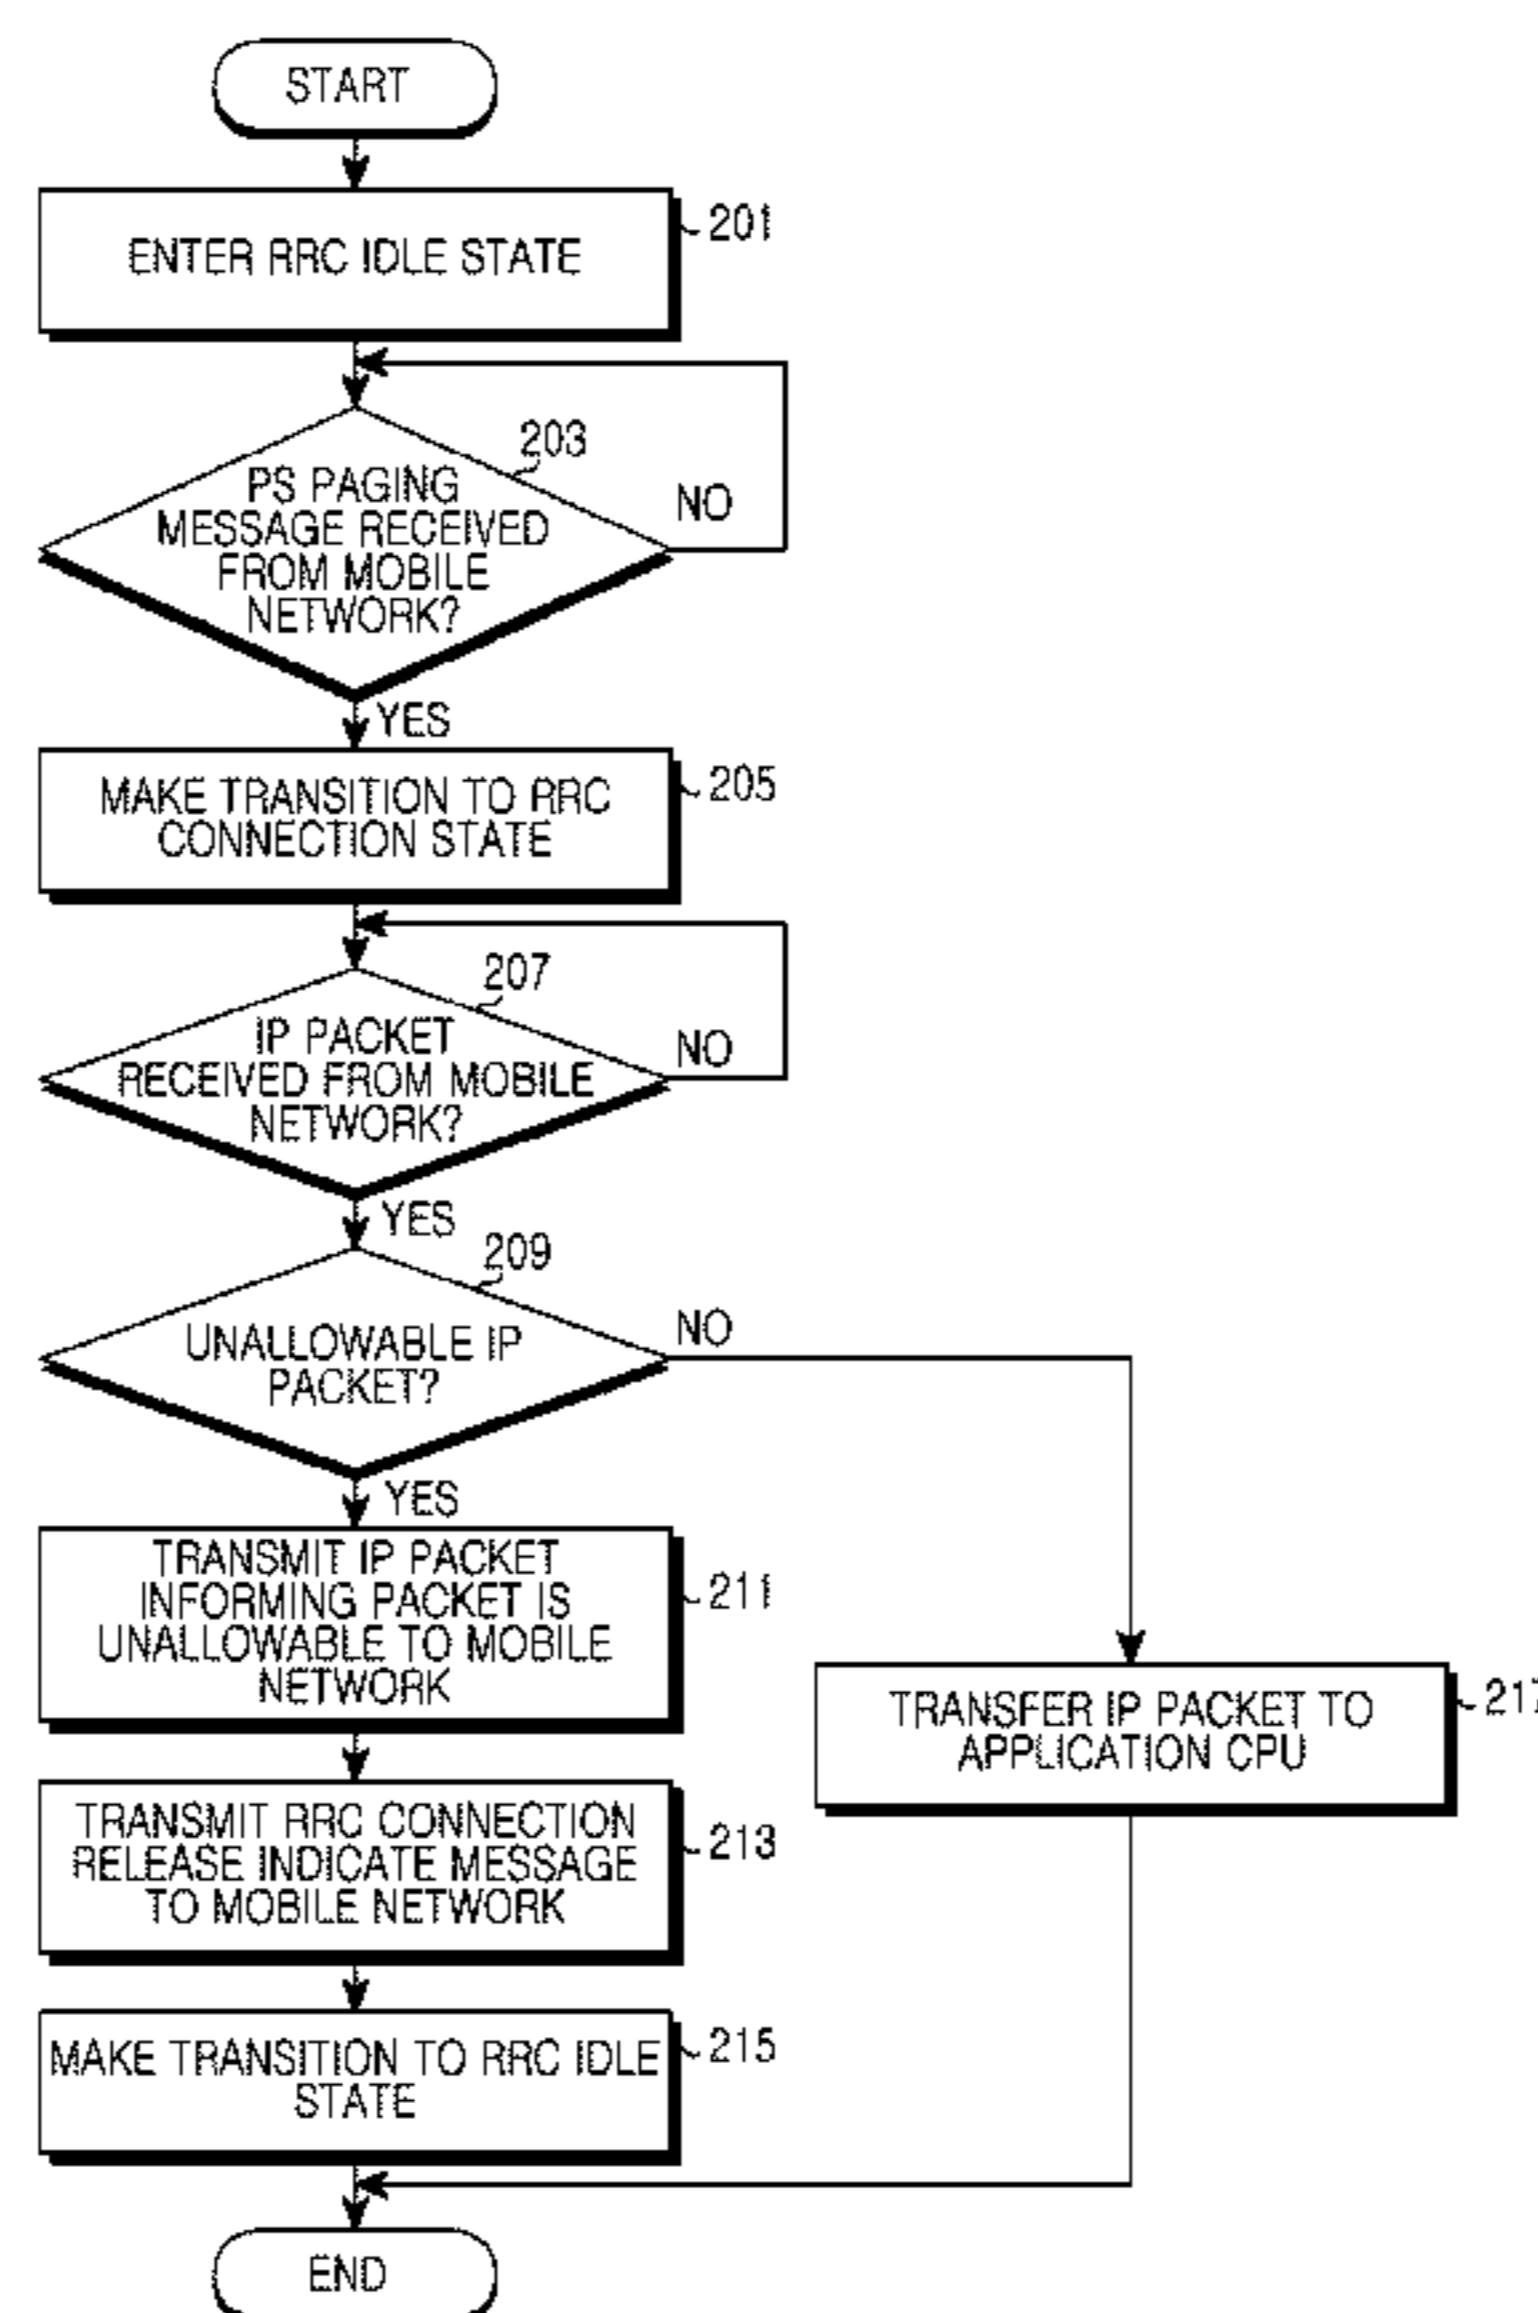 START
ENTER RRC IDLE STATE
201
203
PS PAGING
MESSAGE RECEIVED
FROM MOBILE
NETWORK?
NO
YES
MAKE TRANSITION TO RRC
CONNECTION STATE
205
207
IP PACKET
RECEIVED FROM MOBILE
NETWORK?
NO
YES
209
UNALLOWABLE IP
PACKET?
NO
YES
TRANSMIT IP PACKET
INFORMING PACKET IS
UNALLOWABLE TO MOBILE
NETWORK
211
TRANSFER IP PACKET TO
APPLICATION CPU
217
TRANSMIT RRC CONNECTION
RELEASE INDICATE MESSAGE
TO MOBILE NETWORK
213
MAKE TRANSITION TO RRC IDLE
STATE
215
END